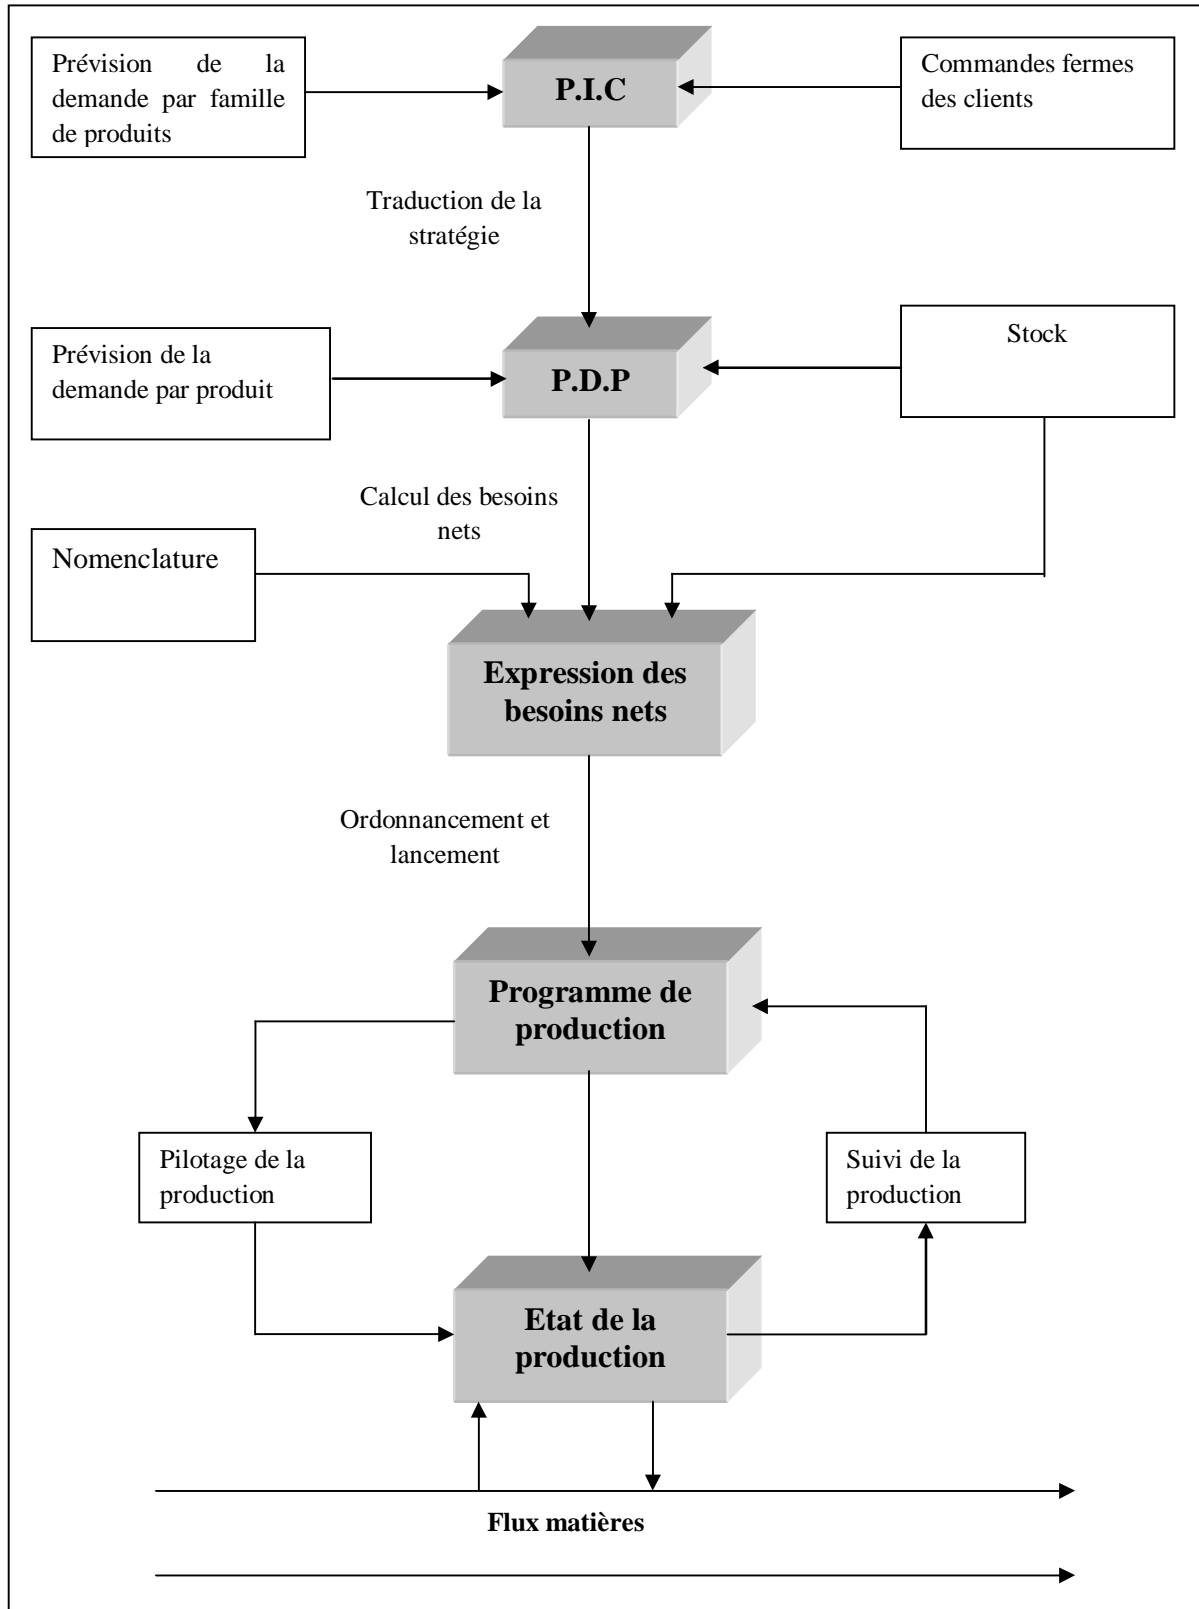 Prévision de la
demande par famille
de produits
P.I.C
Commandes fermes
des clients
Traduction de la
stratégie
Prévision de la
demande par produit
P.D.P
Stock
Calcul des besoins
nets
Nomenclature
Expression des
besoins nets
Ordonnancement et
lancement
Programme de
production
Pilotage de la
production
Suivi de la
production
Etat de la
production
Flux matières